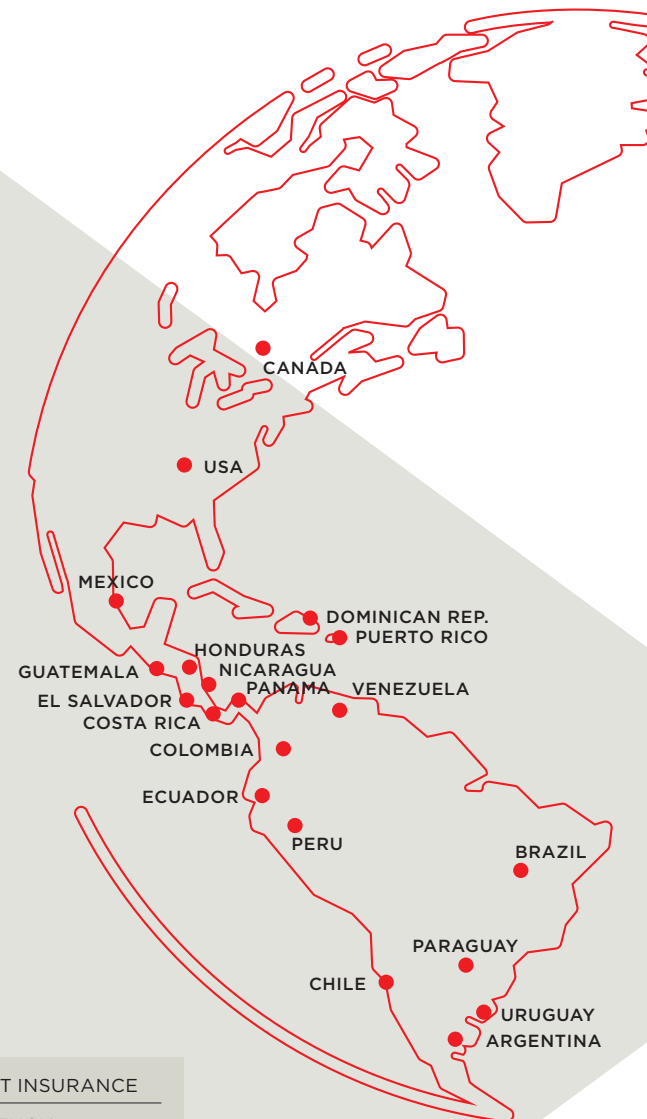 CANADA
USA
MEXICO
DOMINICAN REP.
PUERTO RICO
HONDURAS
GUATEMALA
NICARAGUA
PANAMA
VENEZUELA
EL SALVADOR
COSTA RICA
COLOMBIA
ECUADOR
PERU
BRAZIL
PARAGUAY
CHILE
URUGUAY
ARGENTINA
T INSURANCE